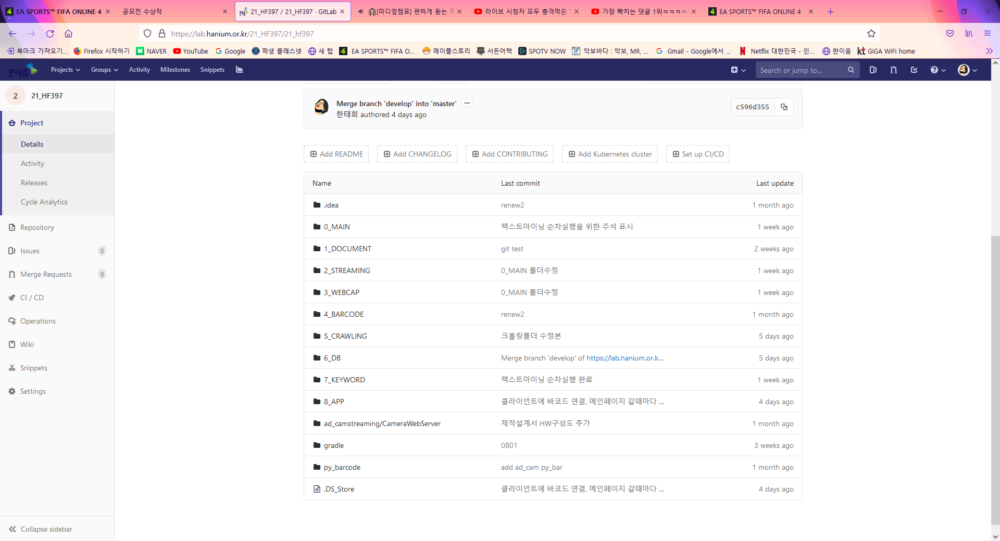 EA SPORTS™ FIFA ONLINE 4
공모전 수상작
21_HF397 / 21_HF397 · GitLab
[미디엄템포] 편하게 듣는
라이브 시청자 모두 충격먹은
가장 빡치는 댓글 1위ㅋㅋㅋㅋ
EA SPORTS™ FIFA ONLINE 4
https://lab.hanium.or.kr/21_HF397/21_hf397
북마크 가져오기... Firefox 시작하기 NAVER YouTube Google 학생 클래스넷 새 탭 EA SPORTS™ FIFA O... 메이플스토리 서든어택 SPOTV NOW 악보바다 : 악보, MR, ... Gmail - Google에서 ... Netflix 대한민국 - 인... 한이음 kt GiGA WiFi home
한이음 Projects Groups Activity Milestones Snippets Search or jump to...
2 21_HF397
Project
Details
Activity
Releases
Cycle Analytics
Repository
Issues 0
Merge Requests 0
CI / CD
Operations
Wiki
Snippets
Settings
Collapse sidebar
Merge branch 'develop' into 'master'
한태희 authored 4 days ago
c596d355
Add README Add CHANGELOG Add CONTRIBUTING Add Kubernetes cluster Set up CI/CD
Name Last commit Last update
.idea renew2 1 month ago
0_MAIN 텍스트마이닝 순차실행을 위한 주석 표시 1 week ago
1_DOCUMENT git test 2 weeks ago
2_STREAMING 0_MAIN 폴더수정 1 week ago
3_WEBCAP 0_MAIN 폴더수정 1 week ago
4_BARCODE renew2 1 month ago
5_CRAWLING 크롤링폴더 수정본 5 days ago
6_DB Merge branch 'develop' of https://lab.hanium.or.k... 5 days ago
7_KEYWORD 텍스트마이닝 순차실행 완료 1 week ago
8_APP 클라이언트에 바코드 연결, 메인페이지 갈때마다 ... 4 days ago
ad_camstreaming/CameraWebServer 제작설계서 HW구성도 추가 1 month ago
gradle 0801 3 weeks ago
py_barcode add ad_cam py_bar 1 month ago
.DS_Store 클라이언트에 바코드 연결, 메인페이지 갈때마다 ... 4 days ago